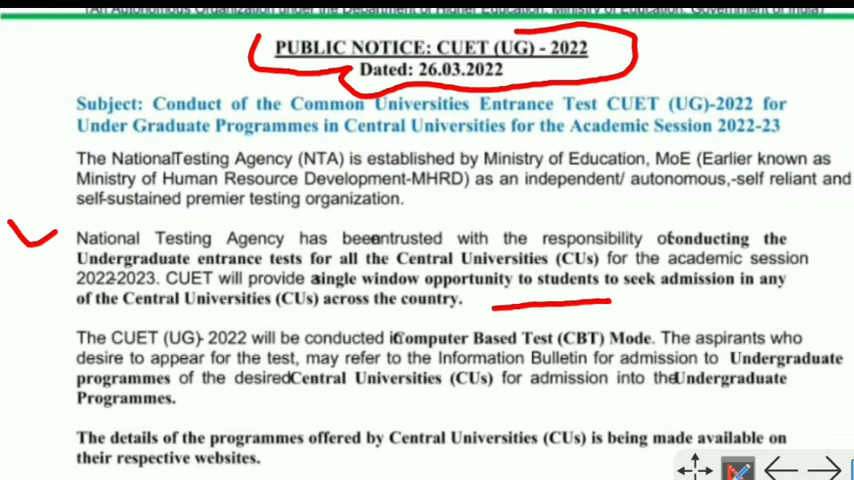 (An Autonomous Organization under the Department of Higher Education, Ministry of Education, Government of India)
PUBLIC NOTICE: CUET (UG) - 2022
Dated: 26.03.2022
Subject: Conduct of the Common Universities Entrance Test CUET (UG)-2022 for
Under Graduate Programmes in Central Universities for the Academic Session 2022-23
The NationalTesting Agency (NTA) is established by Ministry of Education, MoE (Earlier known as
Ministry of Human Resource Development-MHRD) as an independent/ autonomous,-self reliant and
self-sustained premier testing organization.
National Testing Agency has beenentrusted with the responsibility ofconducting the
Undergraduate entrance tests for all the Central Universities (CUs) for the academic session
2022-2023. CUET will provide asingle window opportunity to students to seek admission in any
of the Central Universities (CUs) across the country.
The CUET (UG)- 2022 will be conducted inComputer Based Test (CBT) Mode. The aspirants who
desire to appear for the test, may refer to the Information Bulletin for admission to Undergraduate
programmes of the desiredCentral Universities (CUs) for admission into theUndergraduate
Programmes.
The details of the programmes offered by Central Universities (CUs) is being made available on
their respective websites.